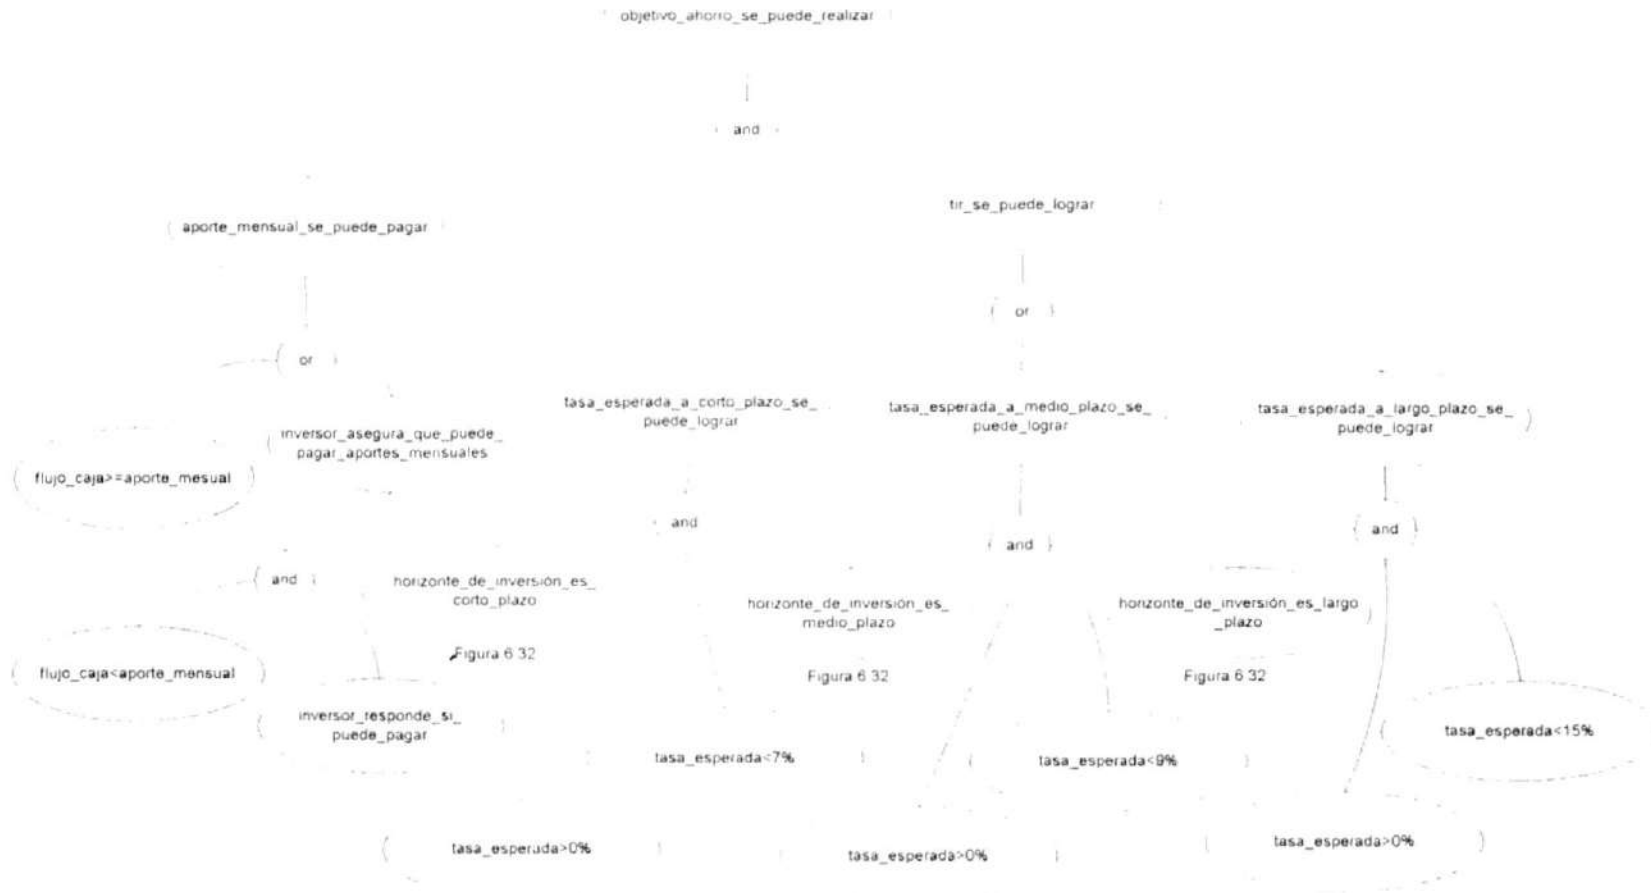 objetivo_ahorro_se_puede_realizar
and
aporte_mensual_se_puede_pagar
tir_se_puede_lograr
or
or
inversor_asegura_que_puede_
pagar_aportes_mensuales
tasa_esperada_a_corto_plazo_se_
puede_lograr
tasa_esperada_a_medio_plazo_se_
puede_lograr
tasa_esperada_a_largo_plazo_se_
puede_lograr
flujo_caja>=aporte_mesual
and
and
and
and
horizonte_de_inversión_es_
corto_plazo
Figura 6 32
horizonte_de_inversión_es_
medio_plazo
Figura 6 32
horizonte_de_inversión_es_largo
_plazo
Figura 6 32
flujo_caja<aporte_mensual
inversor_responde_si_
puede_pagar
tasa_esperada<7%
tasa_esperada<9%
tasa_esperada<15%
tasa_esperada>0%
tasa_esperada>0%
tasa_esperada>0%